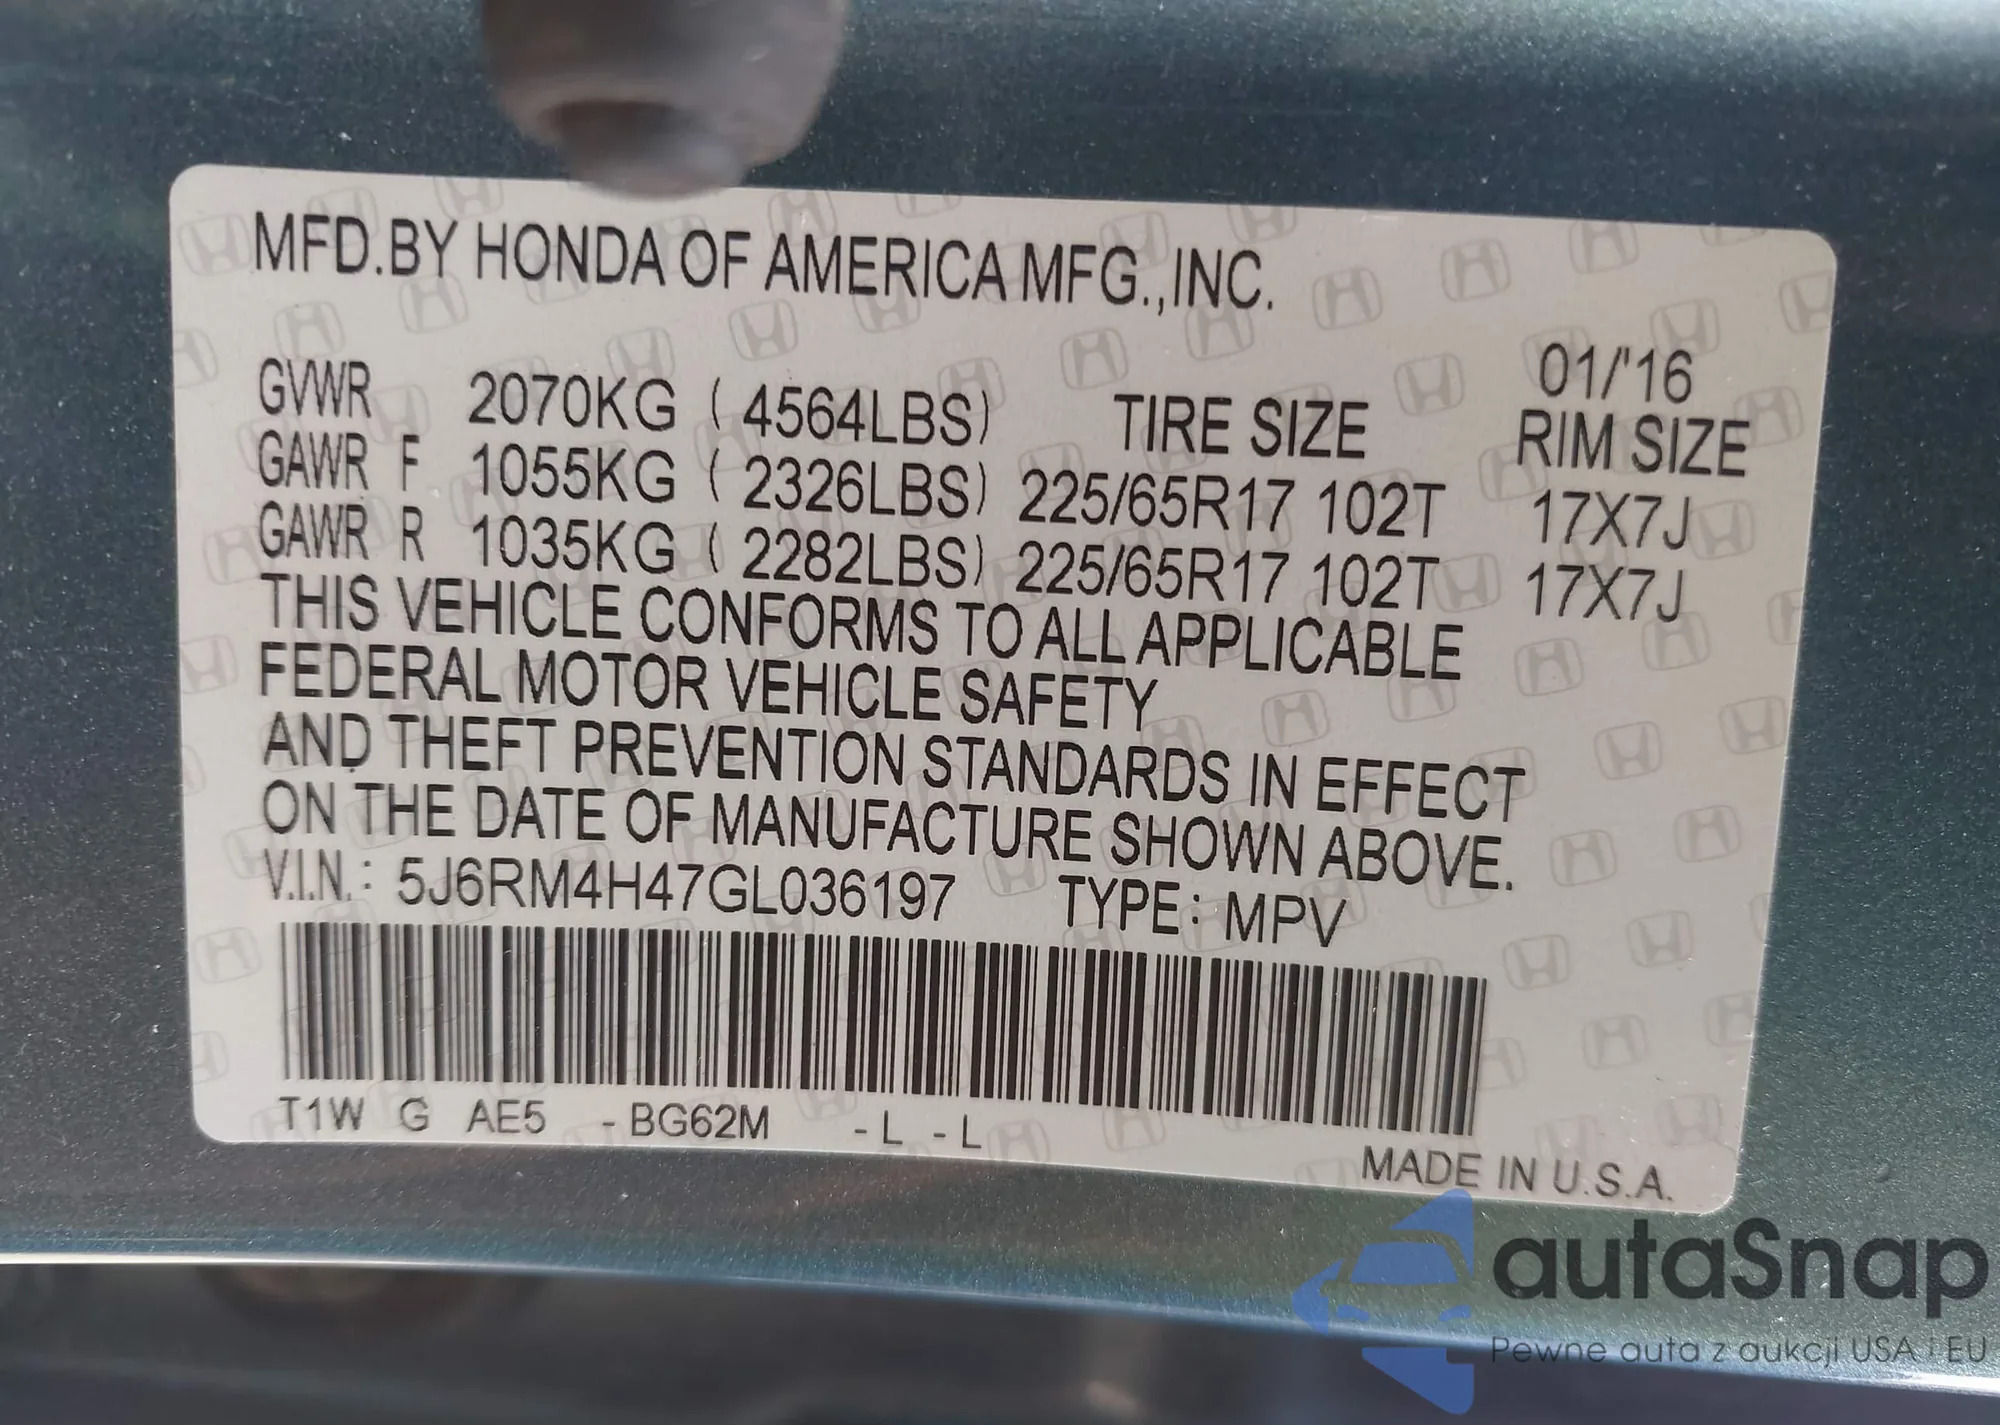 MFD.BY HONDA OF AMERICA MFG.,INC.
01/'16
GVWR 2070KG ( 4564LBS) TIRE SIZE RIM SIZE
GAWR F 1055KG ( 2326LBS) 225/65R17 102T 17X7J
GAWR R 1035KG ( 2282LBS) 225/65R17 102T 17X7J
THIS VEHICLE CONFORMS TO ALL APPLICABLE
FEDERAL MOTOR VEHICLE SAFETY
AND THEFT PREVENTION STANDARDS IN EFFECT
ON THE DATE OF MANUFACTURE SHOWN ABOVE.
V.I.N.: 5J6RM4H47GL036197 TYPE: MPV
T1W G AE5 -BG62M -L -L
MADE IN U.S.A.
autaSnap
Pewne auta z aukcji USA i EU